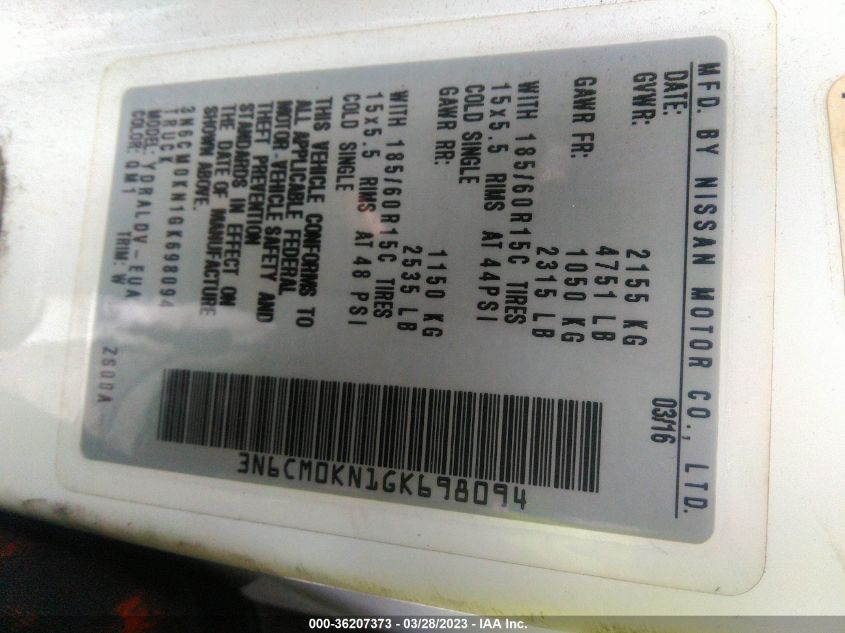 MFD. BY NISSAN MOTOR CO., LTD.
DATE: 03/16
GVWR: 2155 KG
4751 LB
GAWR FR: 1050 KG
2315 LB
WITH 185/60R15C TIRES
15x5.5 RIMS AT 44PSI
COLD SINGLE
GAWR RR: 1150 KG
2535 LB
WITH 185/60R15C TIRES
15x5.5 RIMS AT 48 PSI
COLD SINGLE
THIS VEHICLE CONFORMS TO
ALL APPLICABLE FEDERAL
MOTOR-VEHICLE SAFETY AND
THEFT PREVENTION
STANDARDS IN EFFECT ON
THE DATE OF MANUFACTURE
SHOWN ABOVE.
3N6CM0KN1GK698094
TRUCK
MODEL: YDRALDV-EUA
COLOR: QM1 TRIM: W ZS00A
3N6CM0KN1GK698094
000-36207373 - 03/28/2023 - IAA Inc.